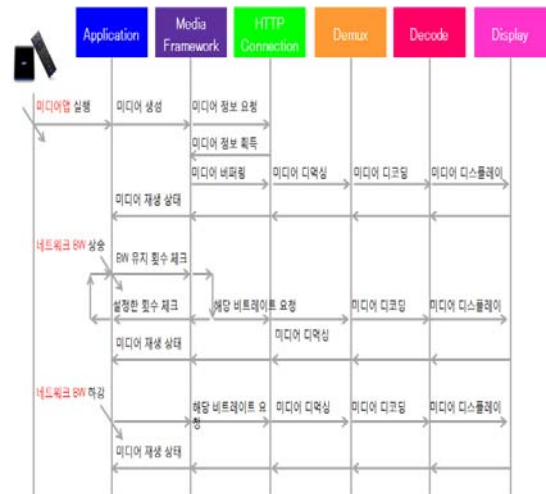 Application
Media
Framework
HTTP
Connection
Demux
Decode
Display
미디어앱 실행
미디어 생성
미디어 정보 요청
미디어 정보 획득
미디어 버퍼링
미디어 디먹싱
미디어 디코딩
미디어 디스플레이
미디어 재생 상태
네트워크 BW 상승
BW 유지 횟수 체크
설정한 횟수 체크
해당 비트레이트 요청
미디어 디코딩
미디어 디스플레이
미디어 디먹싱
미디어 재생 상태
네트워크 BW 하강
해당 비트레이트 요
청
미디어 디먹싱
미디어 디코딩
미디어 디스플레이
미디어 재생 상태